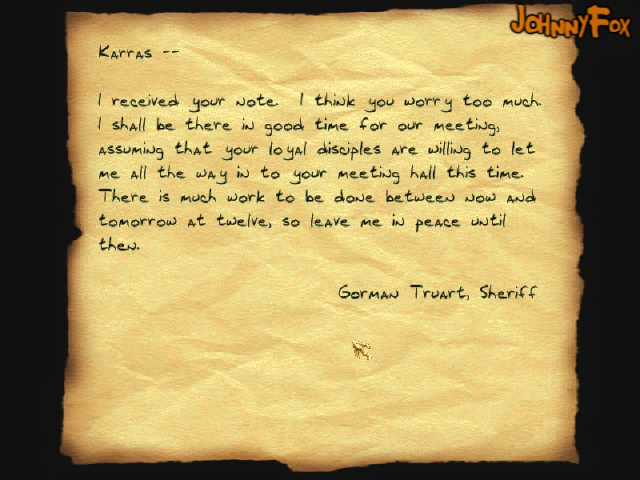 JohnnyFox
Karras --
I received your note. I think you worry too much.
I shall be there in good time for our meeting,
assuming that your loyal disciples are willing to let
me all the way in to your meeting hall this time.
There is much work to be done between now and
tomorrow at twelve, so leave me in peace until
then.
Gorman Truart, Sheriff